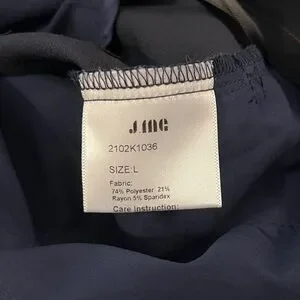 J.ING
2102K1036
SIZE:L
Fabric:
74% Polyester 21%
Rayon 5% Spandex
Care Instruction: